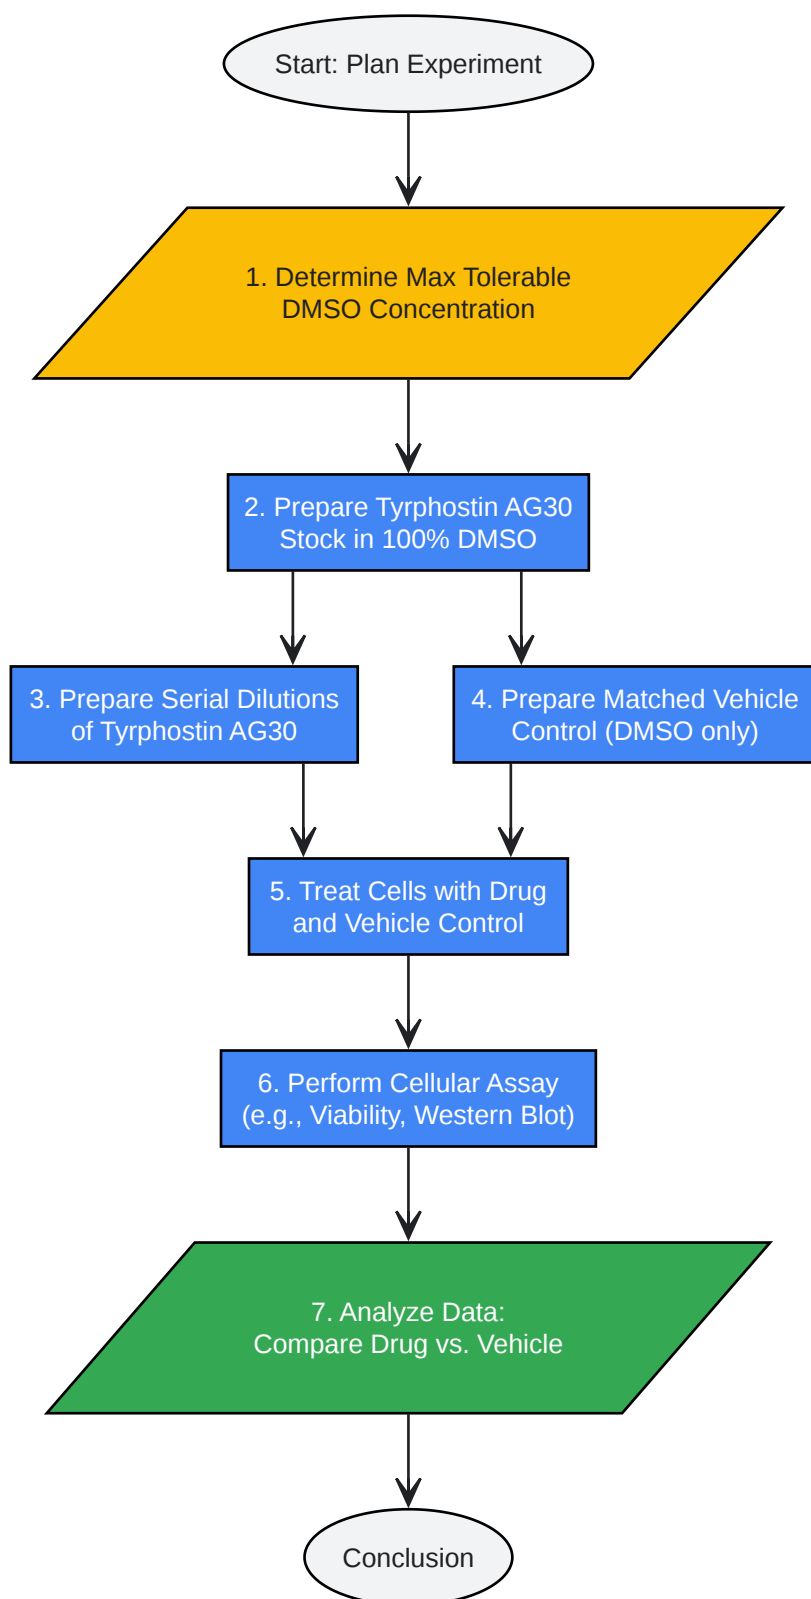 Start: Plan Experiment
1. Determine Max Tolerable
DMSO Concentration
2. Prepare Tyrphostin AG30
Stock in 100% DMSO
3. Prepare Serial Dilutions
of Tyrphostin AG30
4. Prepare Matched Vehicle
Control (DMSO only)
5. Treat Cells with Drug
and Vehicle Control
6. Perform Cellular Assay
(e.g., Viability, Western Blot)
7. Analyze Data:
Compare Drug vs. Vehicle
Conclusion